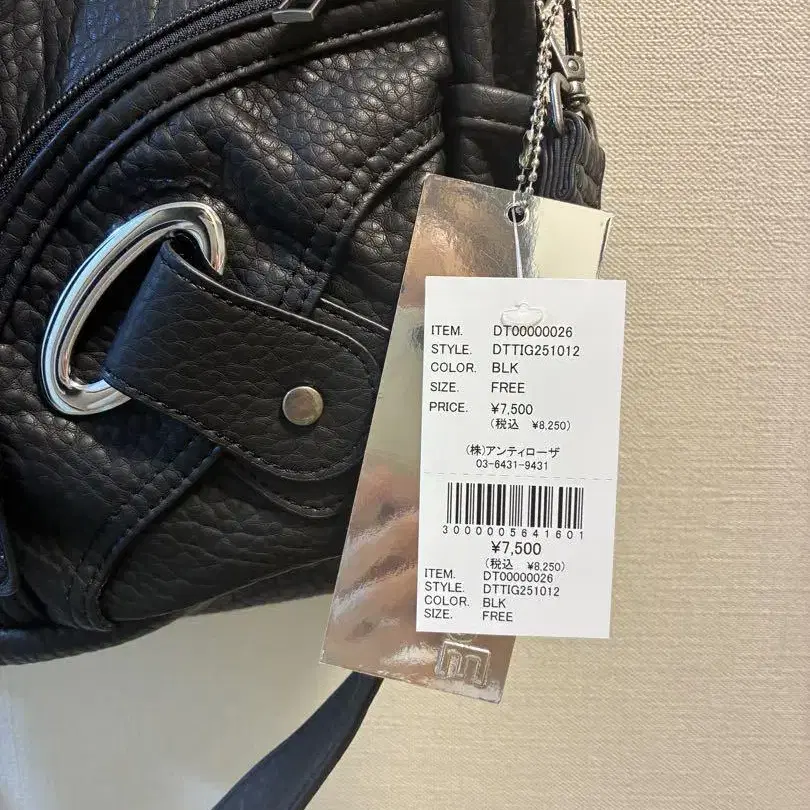 ITEM. DT00000026
STYLE. DTTIG251012
COLOR. BLK
SIZE. FREE
PRICE. ¥7,500
(税込 ¥8,250)
(株)アンティローザ
03-6431-9431
3000005641601
¥7,500
(税込 ¥8,250)
ITEM. DT00000026
STYLE. DTTIG251012
COLOR. BLK
SIZE. FREE